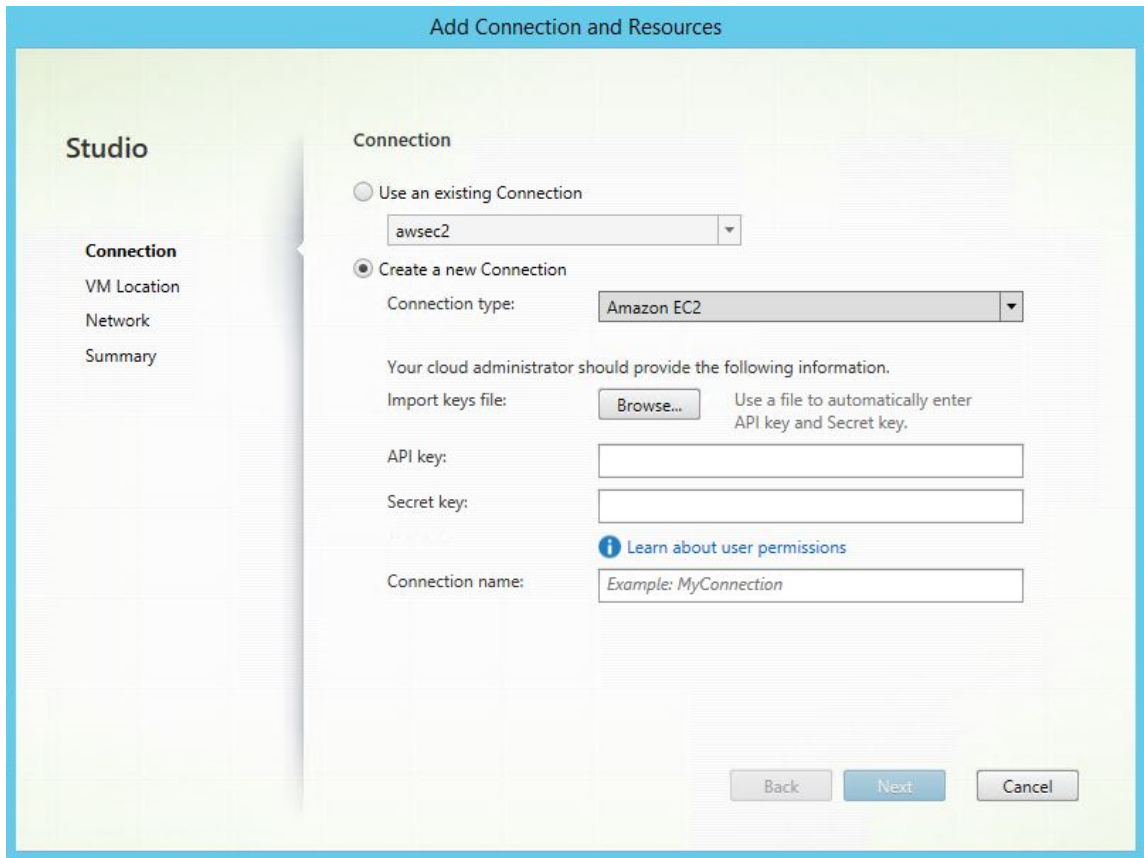 Add Connection and Resources
Studio
Connection
VM Location
Network
Summary
Connection
Use an existing Connection
awsec2
Create a new Connection
Connection type:
Amazon EC2
Your cloud administrator should provide the following information.
Import keys file:
Browse...
Use a file to automatically enter
API key and Secret key.
API key:
Secret key:
Learn about user permissions
Connection name:
Example: MyConnection
Back
Next
Cancel